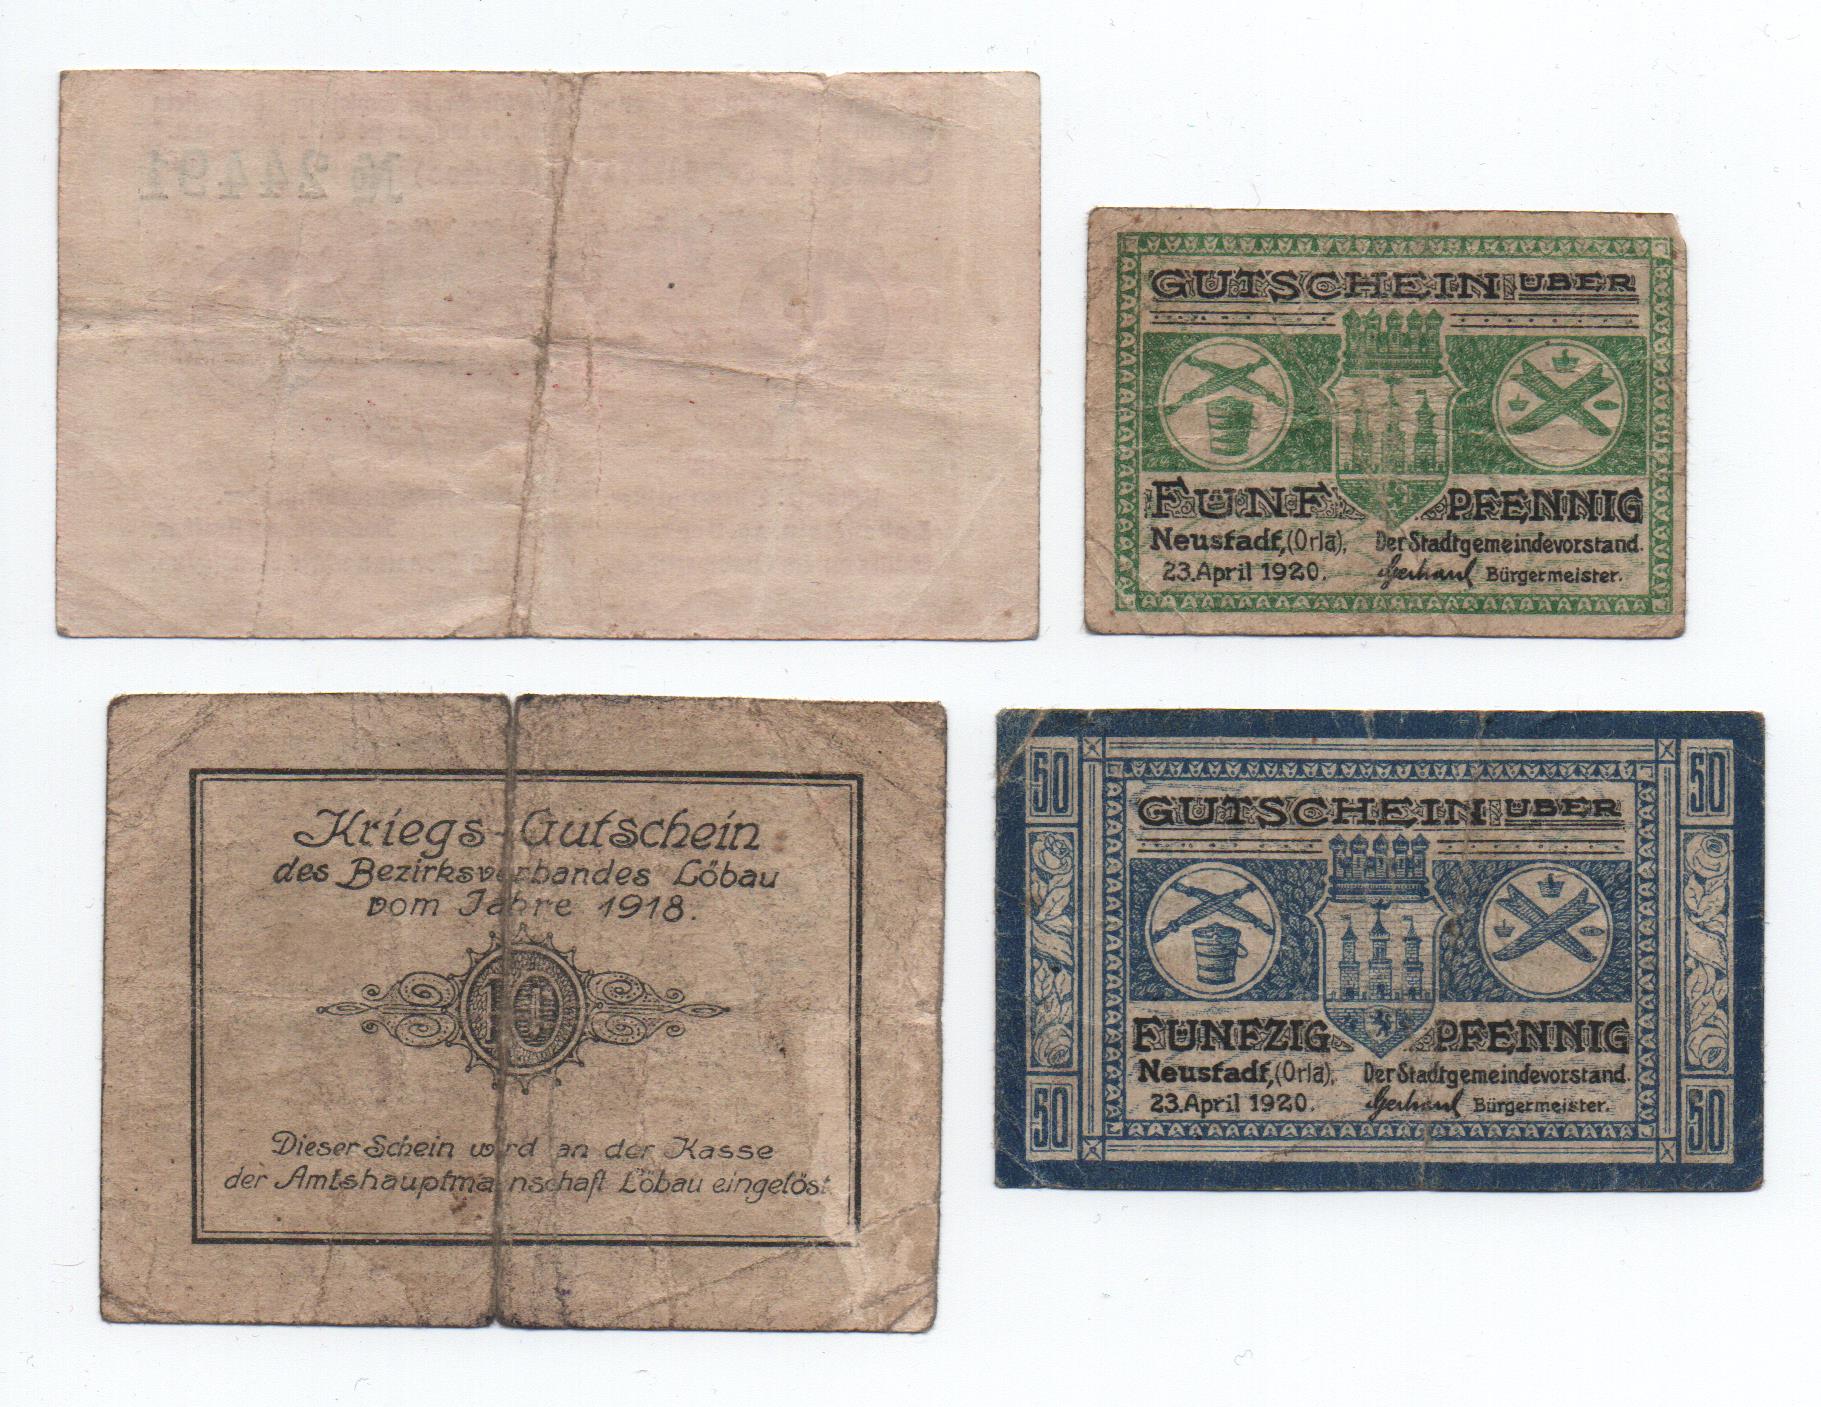 № 24491
GUTSCHEIN ÜBER
FÜNF PFENNIG
Neustadt, (Orla), Der Stadtgemeindevorstand.
23. April 1920. Bürgermeister.
Kriegs-Gutschein
des Bezirksverbandes Löbau
vom Jahre 1918.
10
Dieser Schein wird an der Kasse
der Amtshauptmannschaft Löbau eingelöst
50 50
GUTSCHEIN ÜBER
FÜNFZIG PFENNIG
Neustadt, (Orla), Der Stadtgemeindevorstand.
23. April 1920. Bürgermeister.
50 50